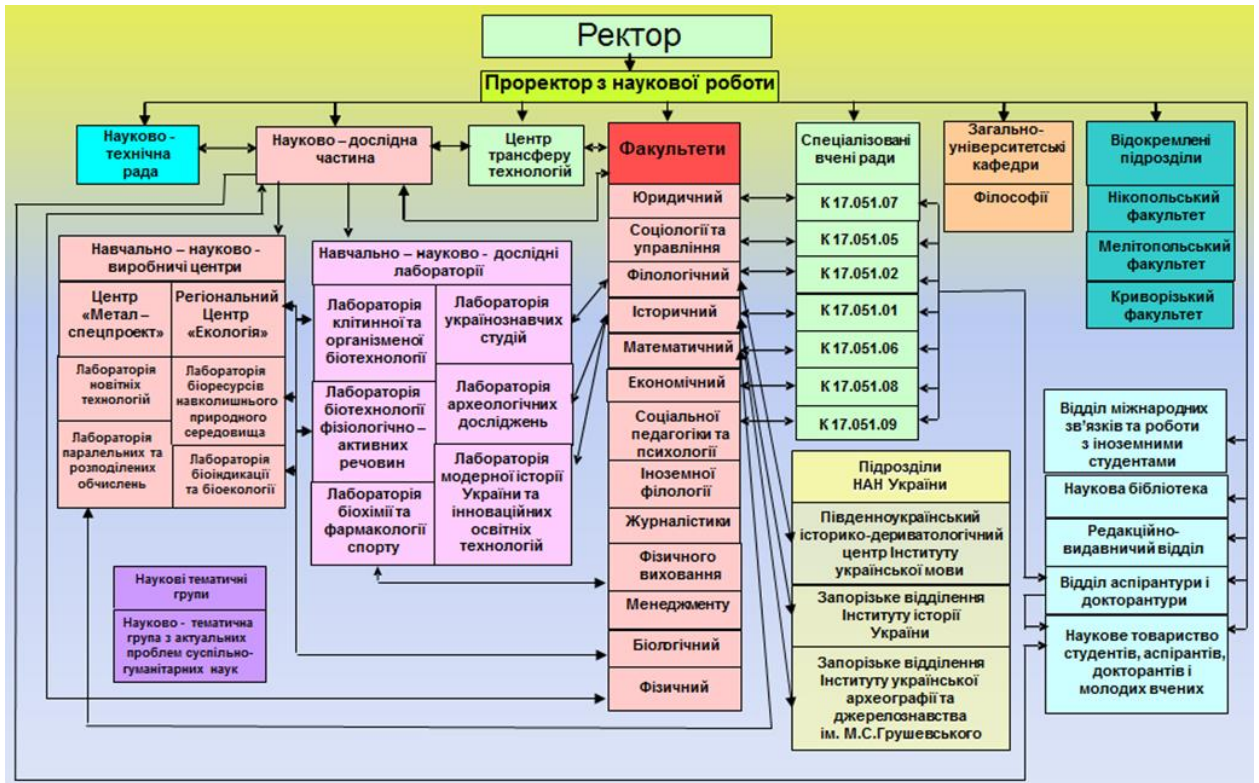 Ректор
Проректор з наукової роботи
Науково -
технічна
рада
Науково – дослідна
частина
Центр
трансферу
технологій
Факультети
Спеціалізовані
вчені ради
Загально-
університетські
кафедри
Філософії
Відокремлені
підрозділи
Нікопольський
факультет
Мелітопольський
факультет
Криворізький
факультет
Навчально – науково -
виробничі центри
Центр
«Метал –
спецпроект»
Регіональний
Центр
«Екологія»
Лабораторія
новітніх
технологій
Лабораторія
біоресурсів
навколишнього
природного
середовища
Лабораторія
паралельних та
розподілених
обчислень
Лабораторія
біоіндикації
та біоекології
Навчально – науково - дослідні
лабораторії
Лабораторія
клітинної та
організменої
біотехнології
Лабораторія
українознавчих
студій
Лабораторія
біотехнології
фізіологічно –
активних
речовин
Лабораторія
археологічних
досліджень
Лабораторія
біохімії та
фармакології
спорту
Лабораторія
модерної історії
України та
інноваційних
освітніх
технологій
Юридичний
Соціології та
управління
Філологічний
Історичний
Математичний
Економічний
Соціальної
педагогіки та
психології
Іноземної
філології
Журналістики
Фізичного
виховання
Менеджменту
Біологічний
Фізичний
К 17.051.07
К 17.051.05
К 17.051.02
К 17.051.01
К 17.051.06
К 17.051.08
К 17.051.09
Підрозділи
НАН України
Південноукраїнський
історико-дериватологічний
центр Інституту
української мови
Запорізьке відділення
Інституту історії
України
Запорізьке відділення
Інституту української
археографії та
джерелознавства
ім. М.С.Грушевського
Відділ міжнародних
зв'язків та роботи
з іноземними
студентами
Наукова бібліотека
Редакційно-
видавничий відділ
Відділ аспірантури і
докторантури
Наукове товариство
студентів, аспірантів,
докторантів і
молодих вчених
Наукові тематичні
групи
Науково - тематична
група з актуальних
проблем суспільно-
гуманітарних наук